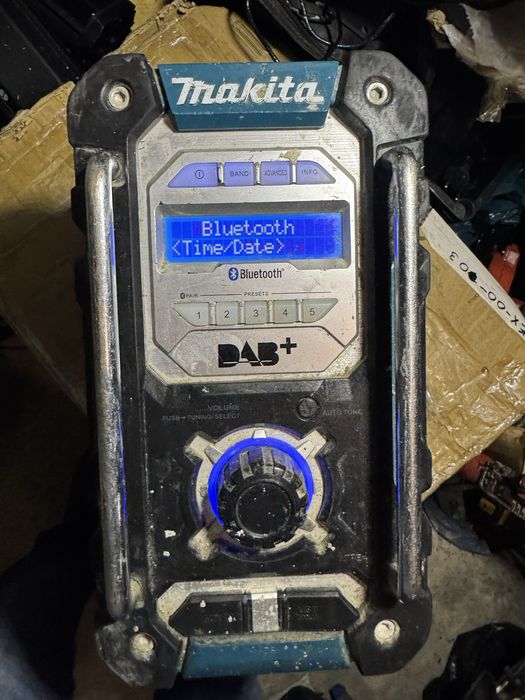 makita
BAND ADVANCED INFO
Bluetooth
<Time/Date>
Bluetooth®
PAIR PRESETS
1 2 3 4 5
DAB+
VOLUME
PUSH → TUNING/SELECT
AUTO TUNE